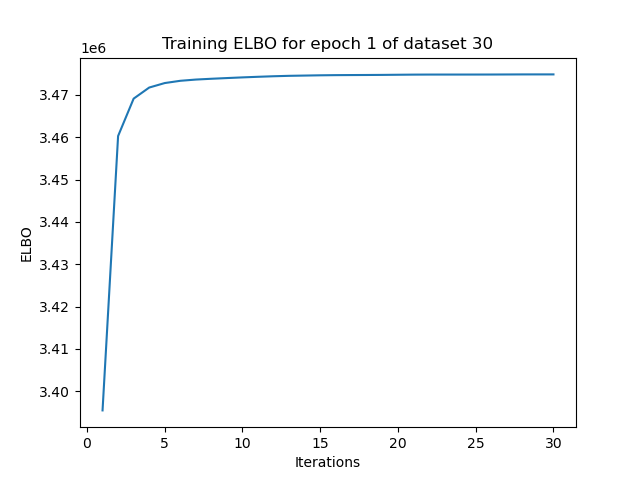 Training ELBO for epoch 1 of dataset 30
1e6
3.47
3.46
3.45
3.44
3.43
3.42
3.41
3.40
ELBO
0 5 10 15 20 25 30
Iterations